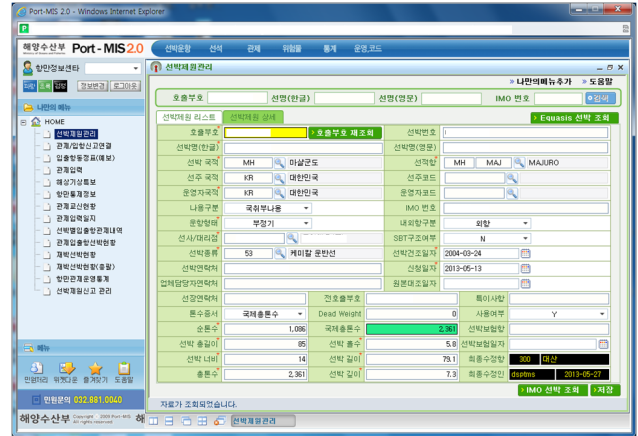 Port-MIS 2.0 - Windows Internet Explorer
해양수산부 Port - MIS 2.0
선박운항 선석 관제 위험물 통계 운영,코드
항만정보센타
정보변경 로그아웃
나만의 메뉴
HOME
선박제원관리
관제/입항신고연결
입출항동정표(예보)
관제입력
해상기상특보
항만통제정보
관제교신현황
관제입력일지
선박별입출항관제내역
관제입출항선박현황
재박선박현황
재박선박현황(총괄)
항만관제운영통계
선박제원신고 관리
메뉴
민원처리 위젯다운 즐겨찾기 도움말
민원문의 032.881.0040
해양수산부
선박제원관리
» 나만의메뉴추가 » 도움말
호출부호 선명(한글) 선명(영문) IMO 번호 검색
선박제원 리스트 선박제원 상세 Equasis 선박 조회
호출부호 호출부호 재조회 선박번호
선박명(한글) 선박명(영문)
선박 국적 MH 마샬군도 선적항 MH MAJ MAJURO
선주 국적 KR 대한민국 선주코드
운영자국적 KR 대한민국 운영자코드
나용구분 국취부나용 IMO 번호
운항형태 부정기 내외항구분 외항
선사/대리점 SBT구조여부 N
선박종류 53 케미칼 운반선 선박건조일자 2004-03-24
선박연락처 신청일자 2013-05-13
업체담당자연락처 원본대조일자
선장연락처 전호출부호 특이사항
톤수증서 국제총톤수 Dead Weight 0 사용여부 Y
순톤수 1,086 국제총톤수 2,361 선박보험항
선박 총길이 85 선박 흘수 5.8 선박보험일자
선박 너비 14 선박 길이 79.1 최종수정항 300 대산
총톤수 2,361 선박 깊이 7.3 최종수정인 dsptms 2013-05-27
IMO 선박 조회 저장
자료가 조회되었습니다.
선박제원관리